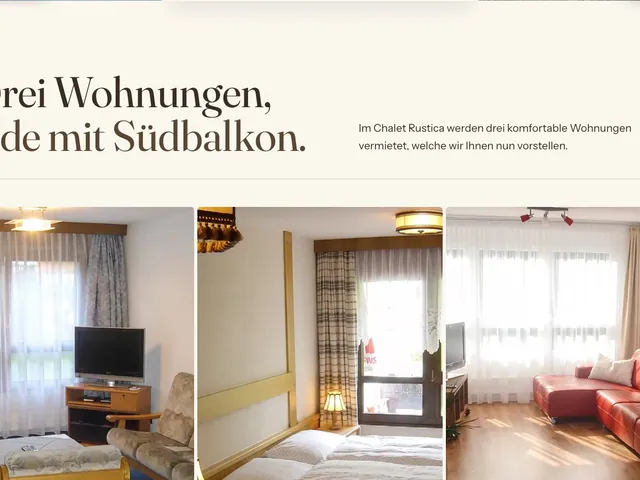 rei Wohnungen,
de mit Südbalkon.
Im Chalet Rustica werden drei komfortable Wohnungen
vermietet, welche wir Ihnen nun vorstellen.